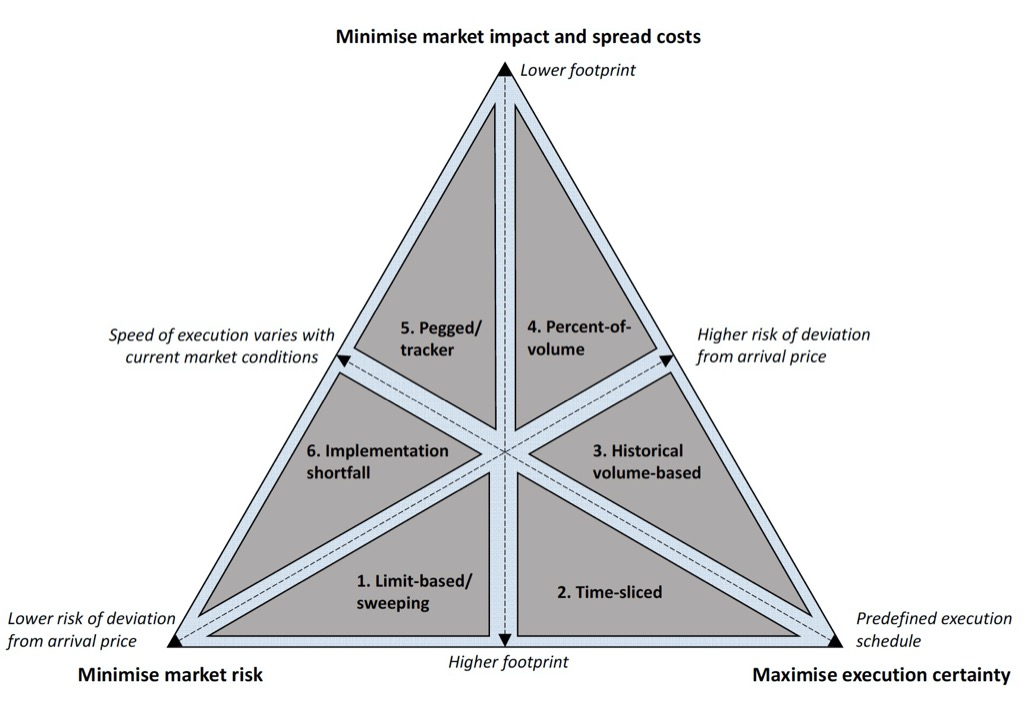 Minimise market impact and spread costs
Lower footprint
5. Pegged/
tracker
4. Percent-of-
volume
Speed of execution varies with
current market conditions
Higher risk of deviation
from arrival price
6. Implementation
shortfall
3. Historical
volume-based
1. Limit-based/
sweeping
2. Time-sliced
Lower risk of deviation
from arrival price
Predefined execution
schedule
Higher footprint
Minimise market risk
Maximise execution certainty